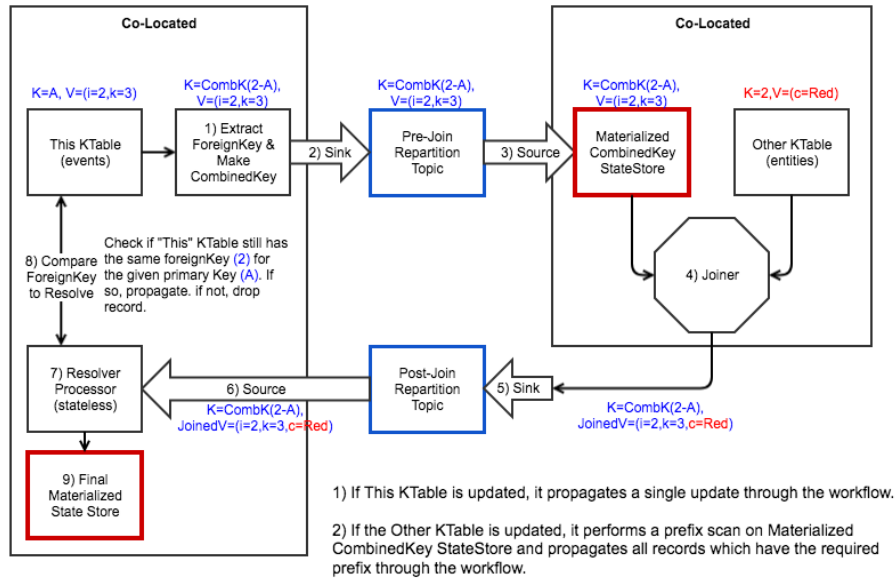 Co-Located
Co-Located
K=A, V=(i=2,k=3)
K=CombK(2-A),
V=(i=2,k=3)
K=CombK(2-A),
V=(i=2,k=3)
K=CombK(2-A),
V=(i=2,k=3)
K=2,V=(c=Red)
This KTable
(events)
1) Extract
ForeignKey &
Make
CombinedKey
2) Sink
Pre-Join
Repartition
Topic
3) Source
Materialized
CombinedKey
StateStore
Other KTable
(entities)
8) Compare
ForeignKey
to Resolve
Check if "This" KTable still has
the same foreignKey (2) for
the given primary Key (A). If
so, propagate. if not, drop
record.
4) Joiner
7) Resolver
Processor
(stateless)
6) Source
Post-Join
Repartition
Topic
5) Sink
K=CombK(2-A),
JoinedV=(i=2,k=3,c=Red)
K=CombK(2-A),
JoinedV=(i=2,k=3,c=Red)
9) Final
Materialized
State Store
1) If This KTable is updated, it propagates a single update through the workflow.
2) If the Other KTable is updated, it performs a prefix scan on Materialized
CombinedKey StateStore and propagates all records which have the required
prefix through the workflow.